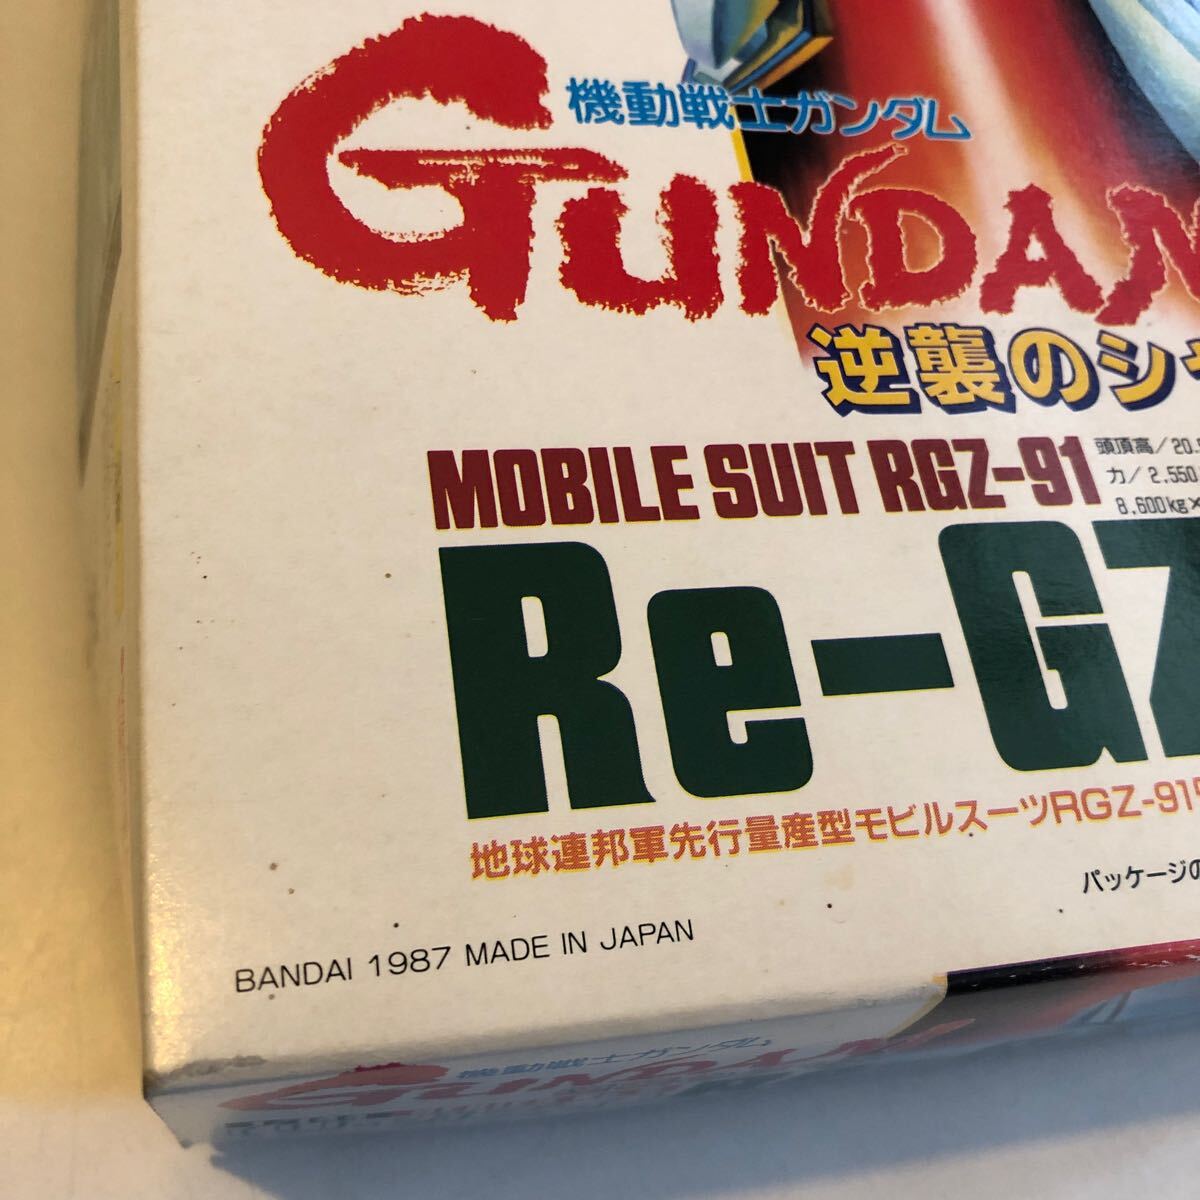 機動戦士ガンダム
GUNDAM
逆襲のシャ
MOBILE SUIT RGZ-91
頭頂高/20.
力/2,550
8,600kg×
Re-GZ
地球連邦軍先行量産型モビルスーツRGZ-91
パッケージの
BANDAI 1987 MADE IN JAPAN
機動戦士ガンダム
GUNDAM